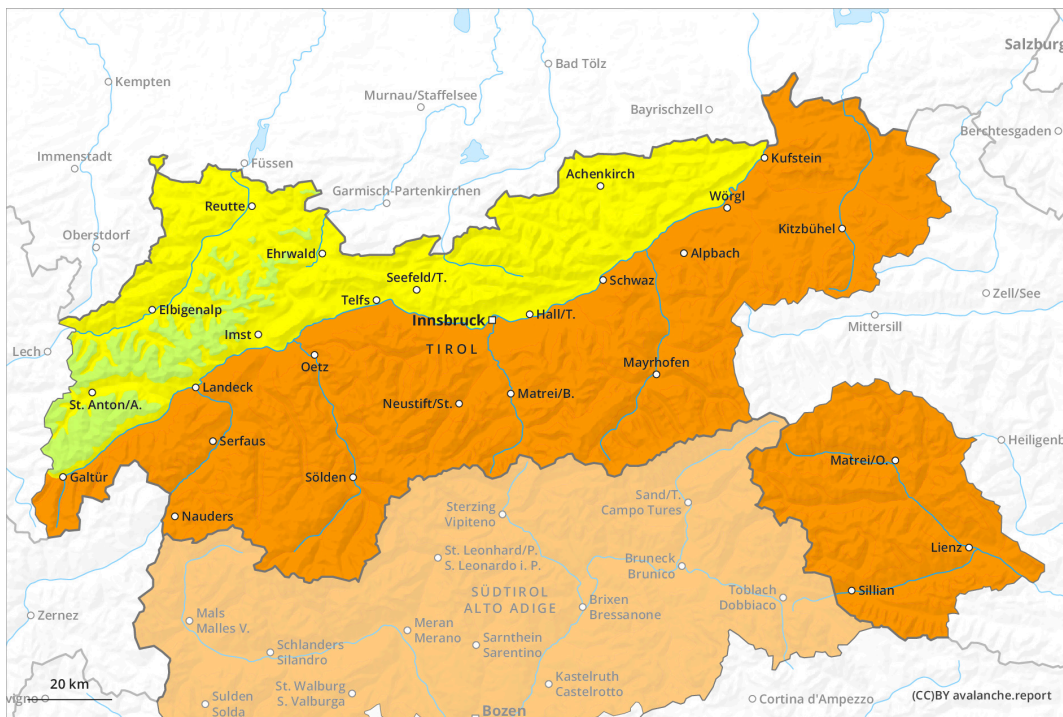 Salzburg
Kempten
Bad Tölz
Murnau/Staffelsee
Bayrischzell
Berchtesgaden
Immenstadt
Füssen
Kufstein
Achenkirch
Garmisch-Partenkirchen
Reutte
Wörgl
Oberstdorf
Kitzbühel
Ehrwald
Alpbach
Seefeld/T.
Schwaz
Zell/See
Telfs
Elbigenalp
Innsbruck
Hall/T.
Mittersill
Imst
Lech
TIROL
Oetz
Mayrhofen
Landeck
Matrei/B.
St. Anton/A.
Neustift/St.
Serfaus
Heiligenb
Matrei/O.
Galtür
Sölden
Sand/T.
Campo Tures
Sterzing
Vipiteno
Nauders
Lienz
St. Leonhard/P.
S. Leonardo i. P.
Bruneck
Brunico
Sillian
SÜDTIROL
ALTO ADIGE
Toblach
Dobbiaco
Brixen
Bressanone
Zernez
Mals
Malles V.
Meran
Merano
Schlanders
Silandro
Sarnthein
Sarentino
20 km
Kastelruth
Castelrotto
St. Walburg
S. Valburga
vigno
Sulden
Solda
Cortina d'Ampezzo
(CC)BY avalanche.report
Bozen